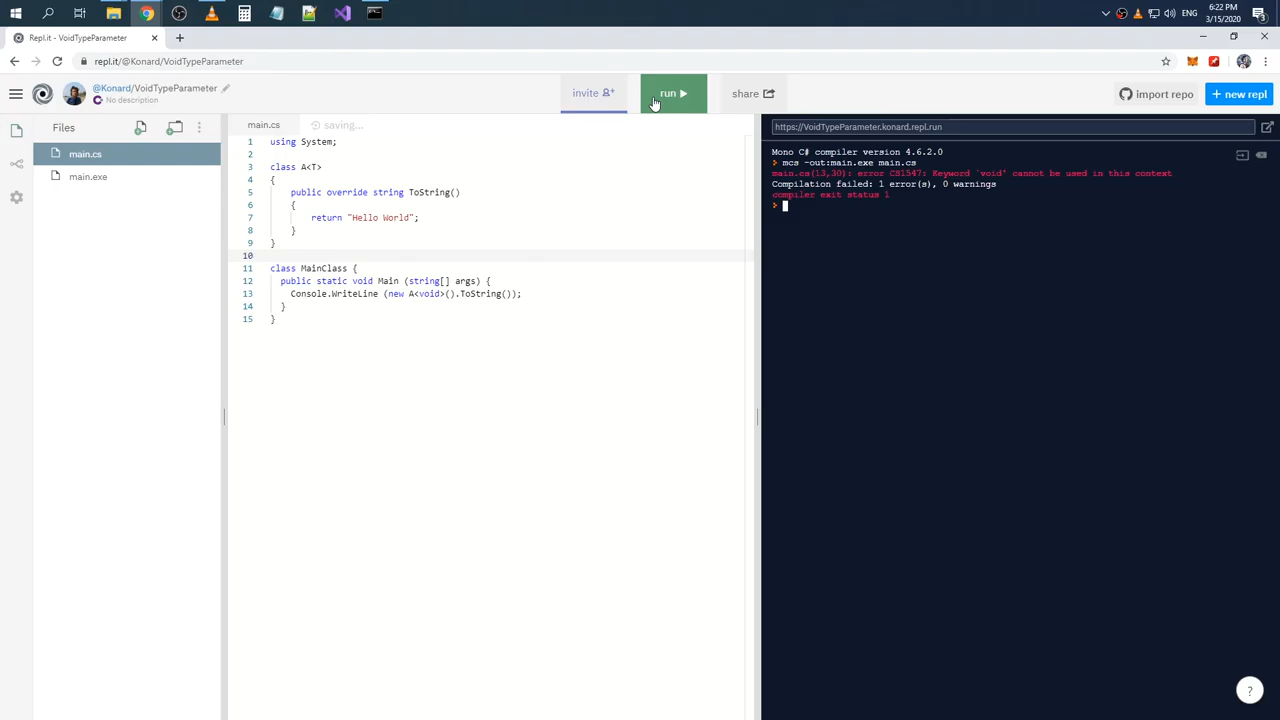 6:22 PM
ENG
3/15/2020
3
Repl.it - VoidTypeParameter
repl.it/@Konard/VoidTypeParameter
@Konard/VoidTypeParameter
No description
invite
run
share
import repo
+ new repl
Files
main.cs
main.exe
main.cs
saving...
1 using System;
2
3 class A<T>
4 {
5 public override string ToString()
6 {
7 return "Hello World";
8 }
9 }
10
11 class MainClass {
12 public static void Main (string[] args) {
13 Console.WriteLine (new A<void>().ToString());
14 }
15 }
https://VoidTypeParameter.konard.repl.run
Mono C# compiler version 4.6.2.0
> mcs -out:main.exe main.cs
main.cs(13,30): error CS1547: Keyword `void' cannot be used in this context
Compilation failed: 1 error(s), 0 warnings
compiler exit status 1
>
?